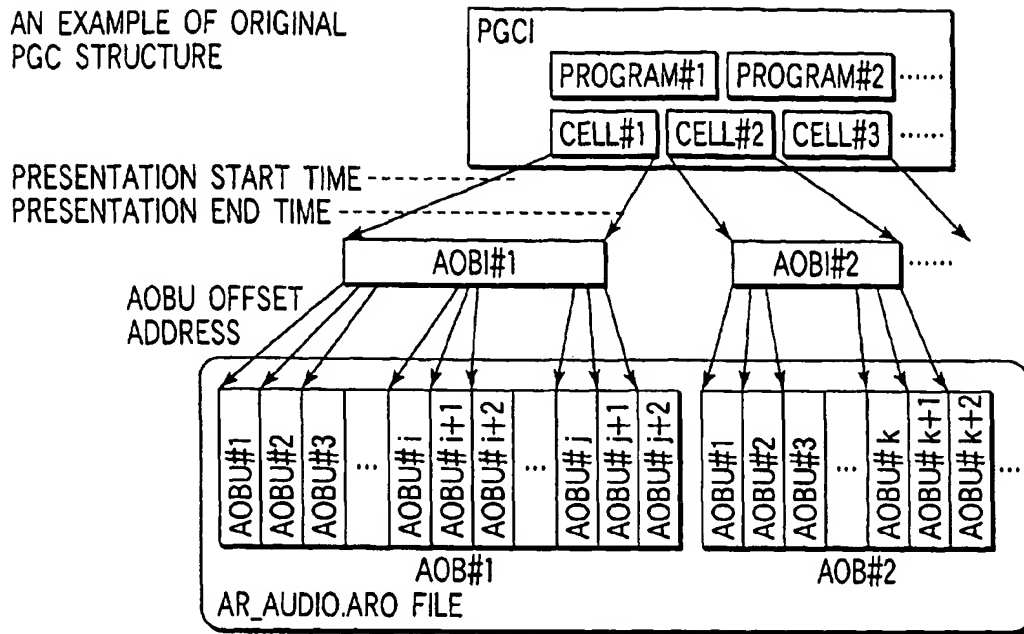 AN EXAMPLE OF ORIGINAL
PGC STRUCTURE
PGCI
PROGRAM#1 PROGRAM#2 ······
CELL#1 CELL#2 CELL#3 ······
PRESENTATION START TIME
PRESENTATION END TIME
AOBI#1 AOBI#2 ······
AOBU OFFSET
ADDRESS
AOBU#1 AOBU#2 AOBU#3 ... AOBU#i AOBU#i+1 AOBU#i+2 ... AOBU#j AOBU#j+1 AOBU#j+2 AOBU#1 AOBU#2 AOBU#3 ... AOBU#k AOBU#k+1 AOBU#k+2 ...
AOB#1 AOB#2
AR_AUDIO.ARO FILE